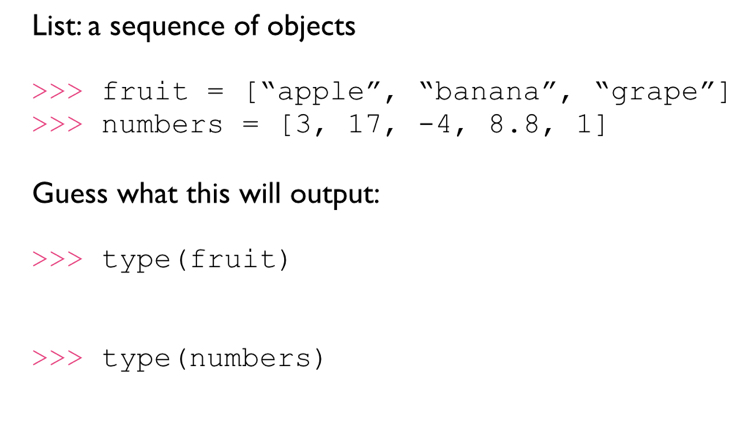 List: a sequence of objects
>>> fruit = [“apple”, “banana”, “grape”]
>>> numbers = [3, 17, -4, 8.8, 1]
Guess what this will output:
>>> type(fruit)
>>> type(numbers)